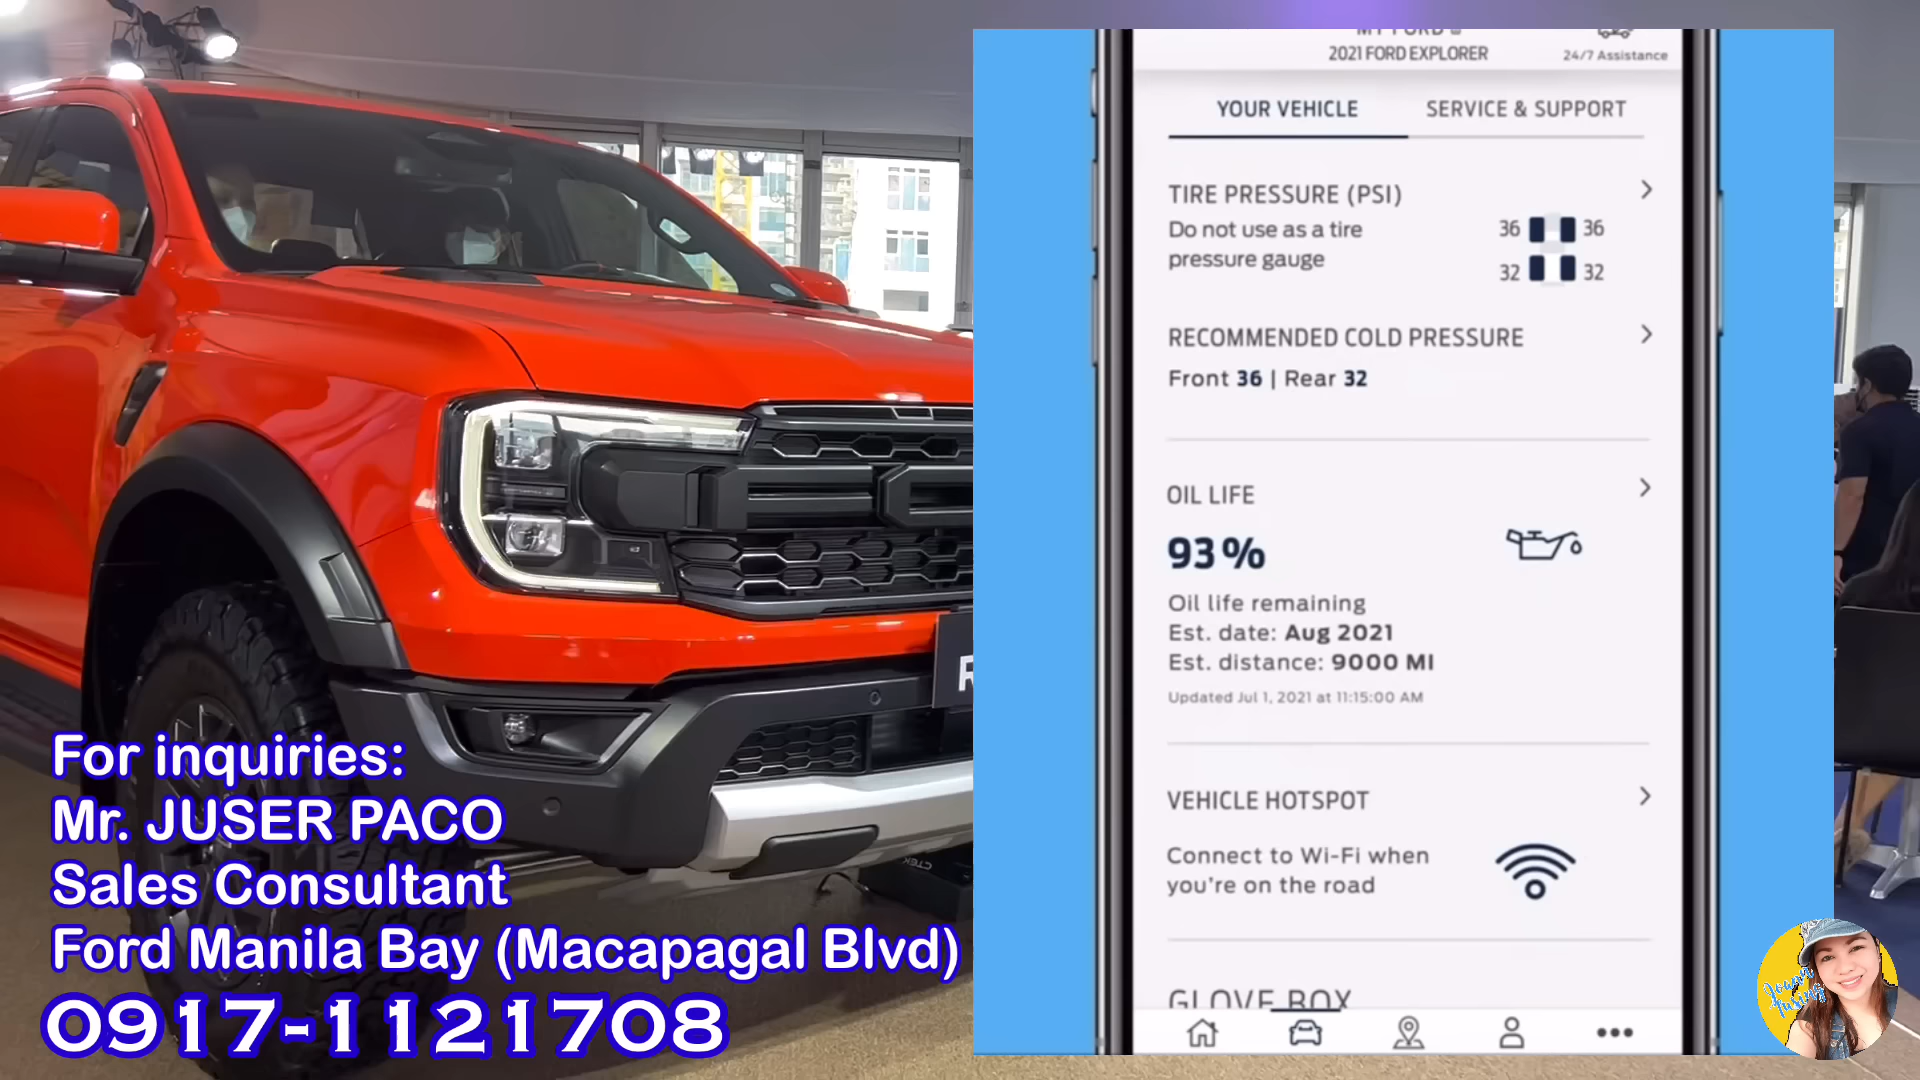 For inquiries:
Mr. JUSER PACO
Sales Consultant
Ford Manila Bay (Macapagal Blvd)
0917-1121708
MY FORD
2021 FORD EXPLORER
24/7 Assistance
YOUR VEHICLE
SERVICE & SUPPORT
TIRE PRESSURE (PSI)
Do not use as a tire
pressure gauge
36 36
32 32
RECOMMENDED COLD PRESSURE
Front 36 | Rear 32
OIL LIFE
93%
Oil life remaining
Est. date: Aug 2021
Est. distance: 9000 MI
Updated Jul 1, 2021 at 11:15:00 AM
VEHICLE HOTSPOT
Connect to Wi-Fi when
you're on the road
GLOVE BOX
CTEK